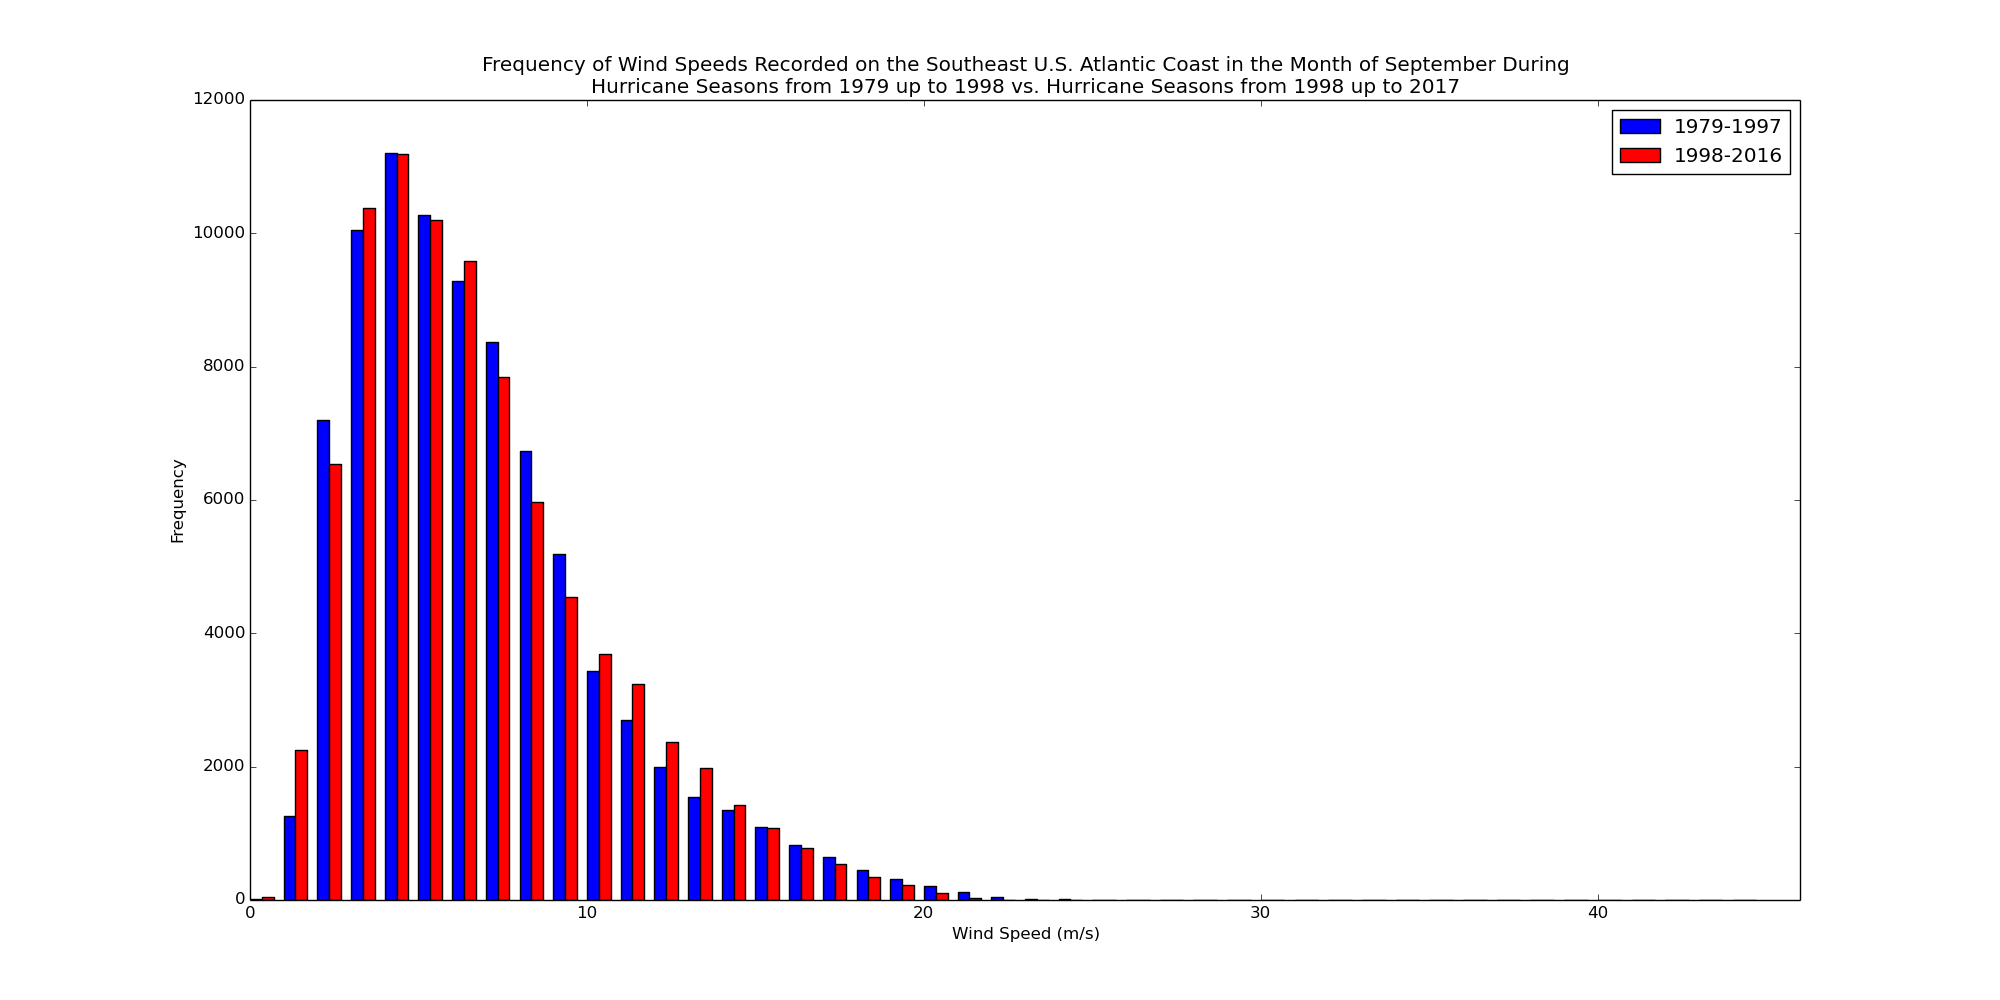 Frequency of Wind Speeds Recorded on the Southeast U.S. Atlantic Coast in the Month of September During
Hurricane Seasons from 1979 up to 1998 vs. Hurricane Seasons from 1998 up to 2017
1979-1997
1998-2016
12000
10000
8000
6000
4000
2000
0
Frequency
0 10 20 30 40
Wind Speed (m/s)